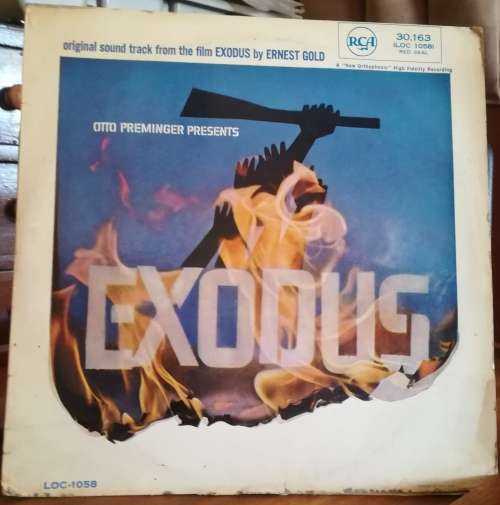 original sound track from the film EXODUS by ERNEST GOLD
RCA
30,163
(LOC 1058)
RED SEAL
A "New Orthophonic" High Fidelity Recording
OTTO PREMINGER PRESENTS
EXODUS
LOC-1058